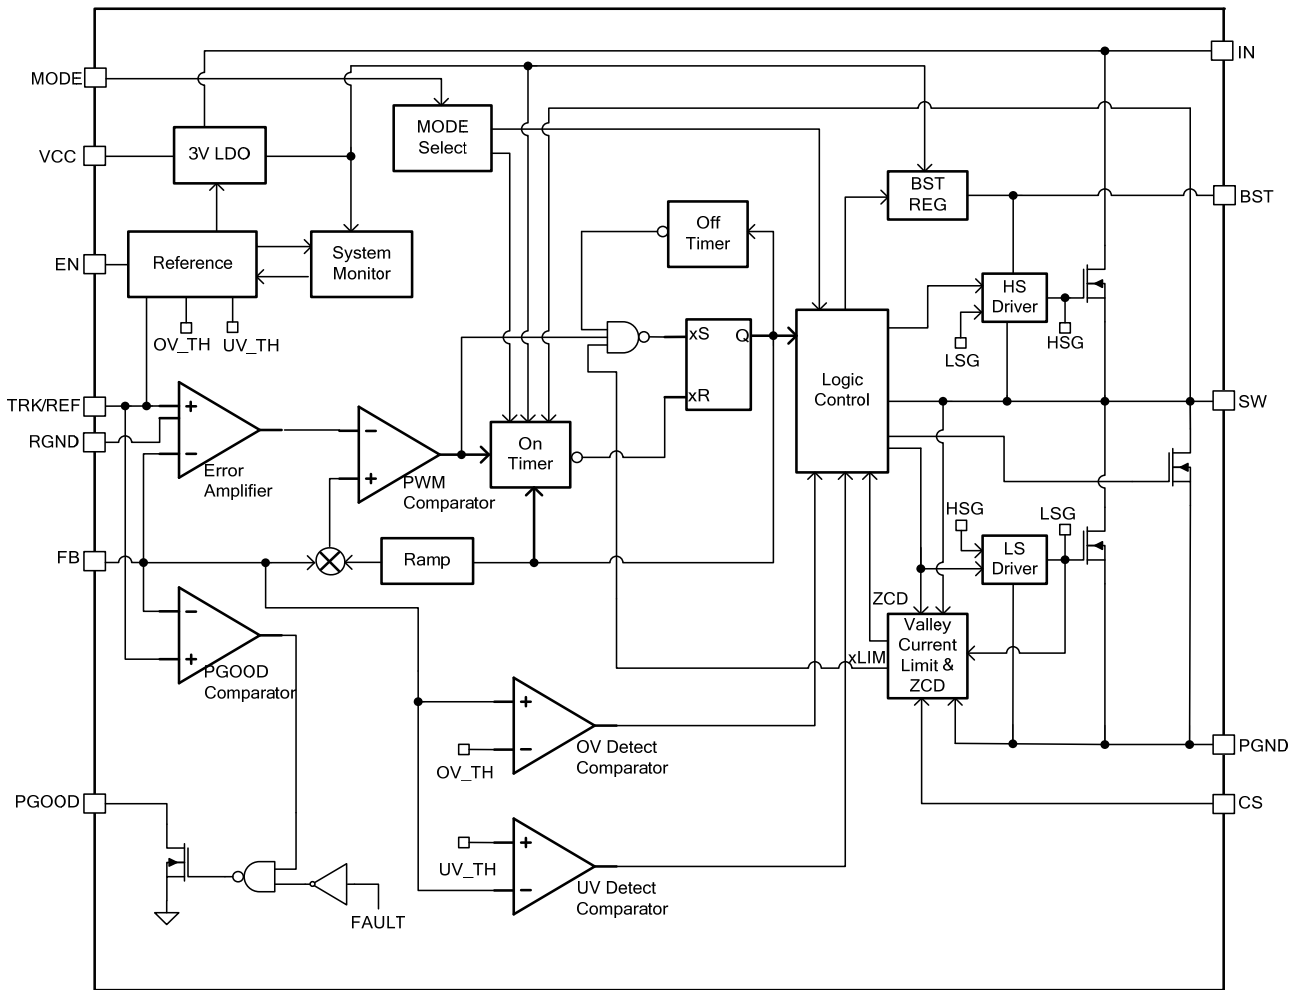 IN
MODE
MODE
Select
VCC
3V LDO
BST
REG
BST
Off
Timer
EN
Reference
System
Monitor
OV_TH
UV_TH
HS
Driver
LSG
HSG
xS
Q
xR
Logic
Control
TRK/REF
RGND
+
−
Error
Amplifier
−
+
PWM
Comparator
On
Timer
SW
HSG
LSG
LS
Driver
FB
Ramp
ZCD
xLIM
Valley
Current
Limit &
ZCD
−
+
PGOOD
Comparator
+
−
OV_TH
OV Detect
Comparator
PGND
CS
PGOOD
+
−
UV_TH
UV Detect
Comparator
FAULT